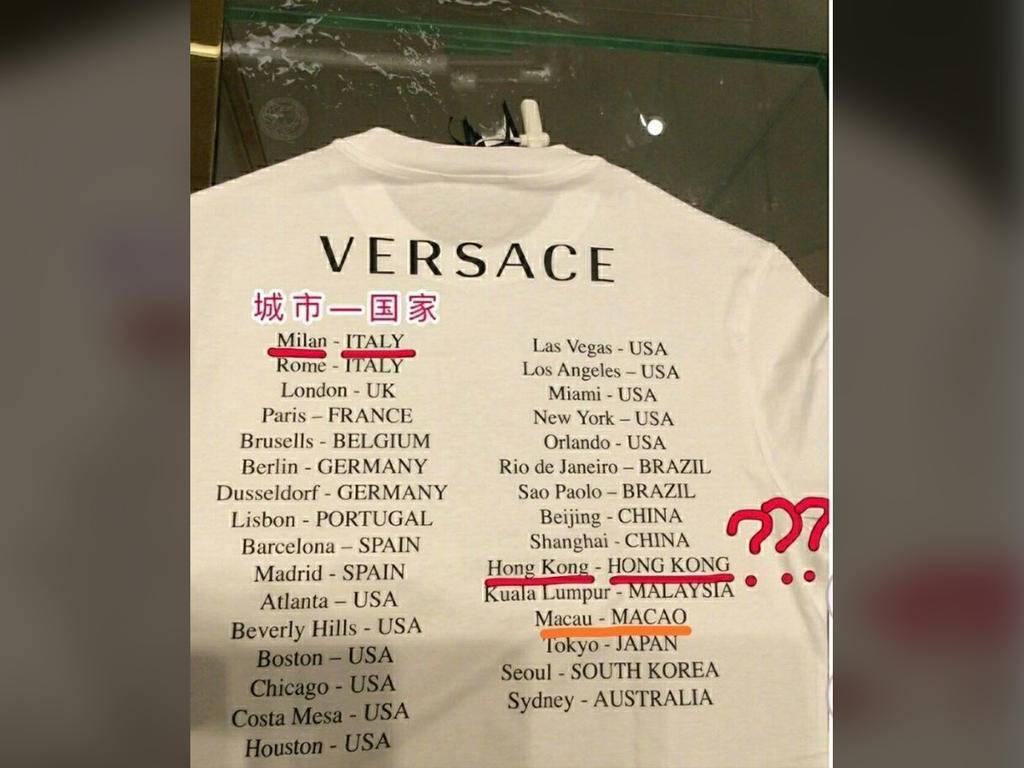 VERSACE
城市—国家
Milan - ITALY
Rome - ITALY
London - UK
Paris – FRANCE
Brusells - BELGIUM
Berlin - GERMANY
Dusseldorf - GERMANY
Lisbon - PORTUGAL
Barcelona – SPAIN
Madrid - SPAIN
Atlanta – USA
Beverly Hills - USA
Boston – USA
Chicago - USA
Costa Mesa - USA
Houston - USA
Las Vegas - USA
Los Angeles – USA
Miami - USA
New York – USA
Orlando - USA
Rio de Janeiro – BRAZIL
Sao Paolo – BRAZIL
Beijing - CHINA
Shanghai - CHINA
Hong Kong - HONG KONG ???
Kuala Lumpur - MALAYSIA
Macau - MACAO
Tokyo - JAPAN
Seoul - SOUTH KOREA
Sydney - AUSTRALIA